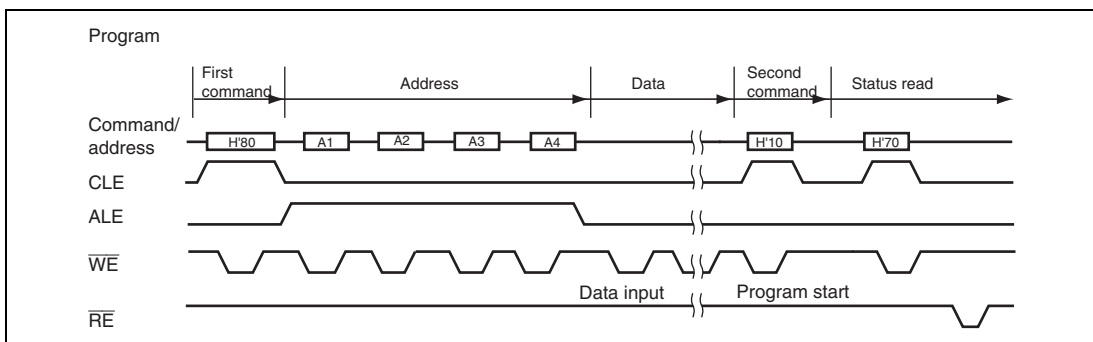 Program
First
command
Address
Data
Second
command
Status read
Command/
address
H'80
A1
A2
A3
A4
H'10
H'70
CLE
ALE
WE
Data input
Program start
RE